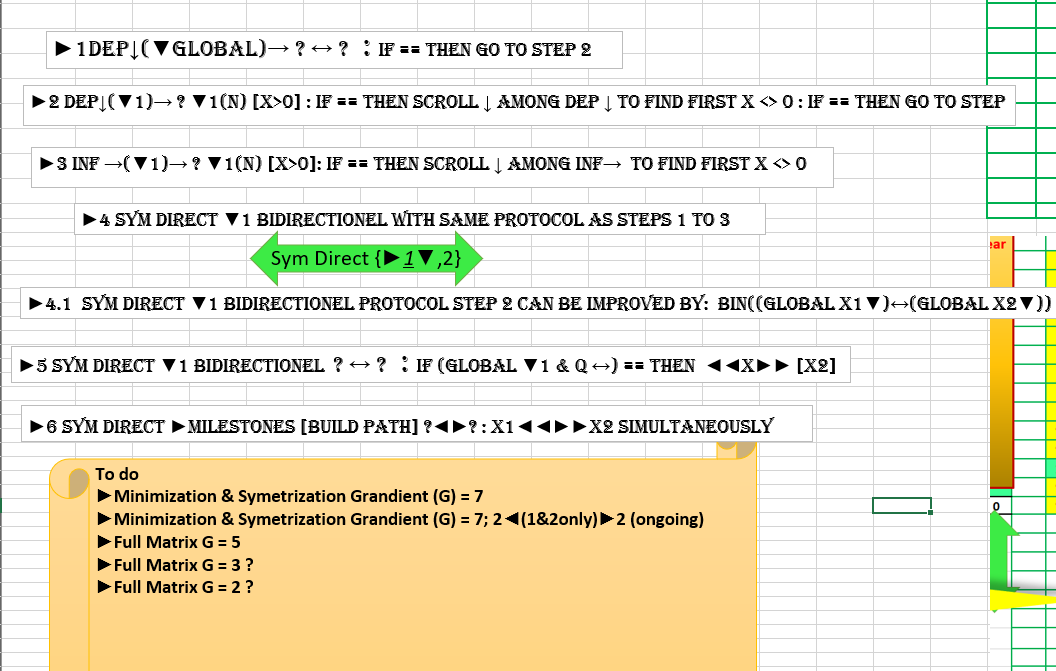 ►1DEP↓(▼GLOBAL)→ ? ↔ ? : IF == THEN GO TO STEP 2
►2 DEP↓(▼1)→ ? ▼1(N) [X>0] : IF == THEN SCROLL ↓ AMONG DEP ↓ TO FIND FIRST X <> 0 : IF == THEN GO TO STEP
►3 INF →(▼1)→ ? ▼1(N) [X>0]: IF == THEN SCROLL ↓ AMONG INF→ TO FIND FIRST X <> 0
►4 SYM DIRECT ▼1 BIDIRECTIONEL WITH SAME PROTOCOL AS STEPS 1 TO 3
Sym Direct {►1▼,2}
►4.1 SYM DIRECT ▼1 BIDIRECTIONEL PROTOCOL STEP 2 CAN BE IMPROVED BY: BIN((GLOBAL X1▼)↔(GLOBAL X2▼))
►5 SYM DIRECT ▼1 BIDIRECTIONEL ? ↔ ? : IF (GLOBAL ▼1 & Q ↔) == THEN ◄◄X►► [X2]
►6 SYM DIRECT ►MILESTONES [BUILD PATH] ?◄►? : X1◄◄►►X2 SIMULTANEOUSLY
To do
►Minimization & Symetrization Grandient (G) = 7
►Minimization & Symetrization Grandient (G) = 7; 2◄(1&2only)►2 (ongoing)
►Full Matrix G = 5
►Full Matrix G = 3 ?
►Full Matrix G = 2 ?
ear
0